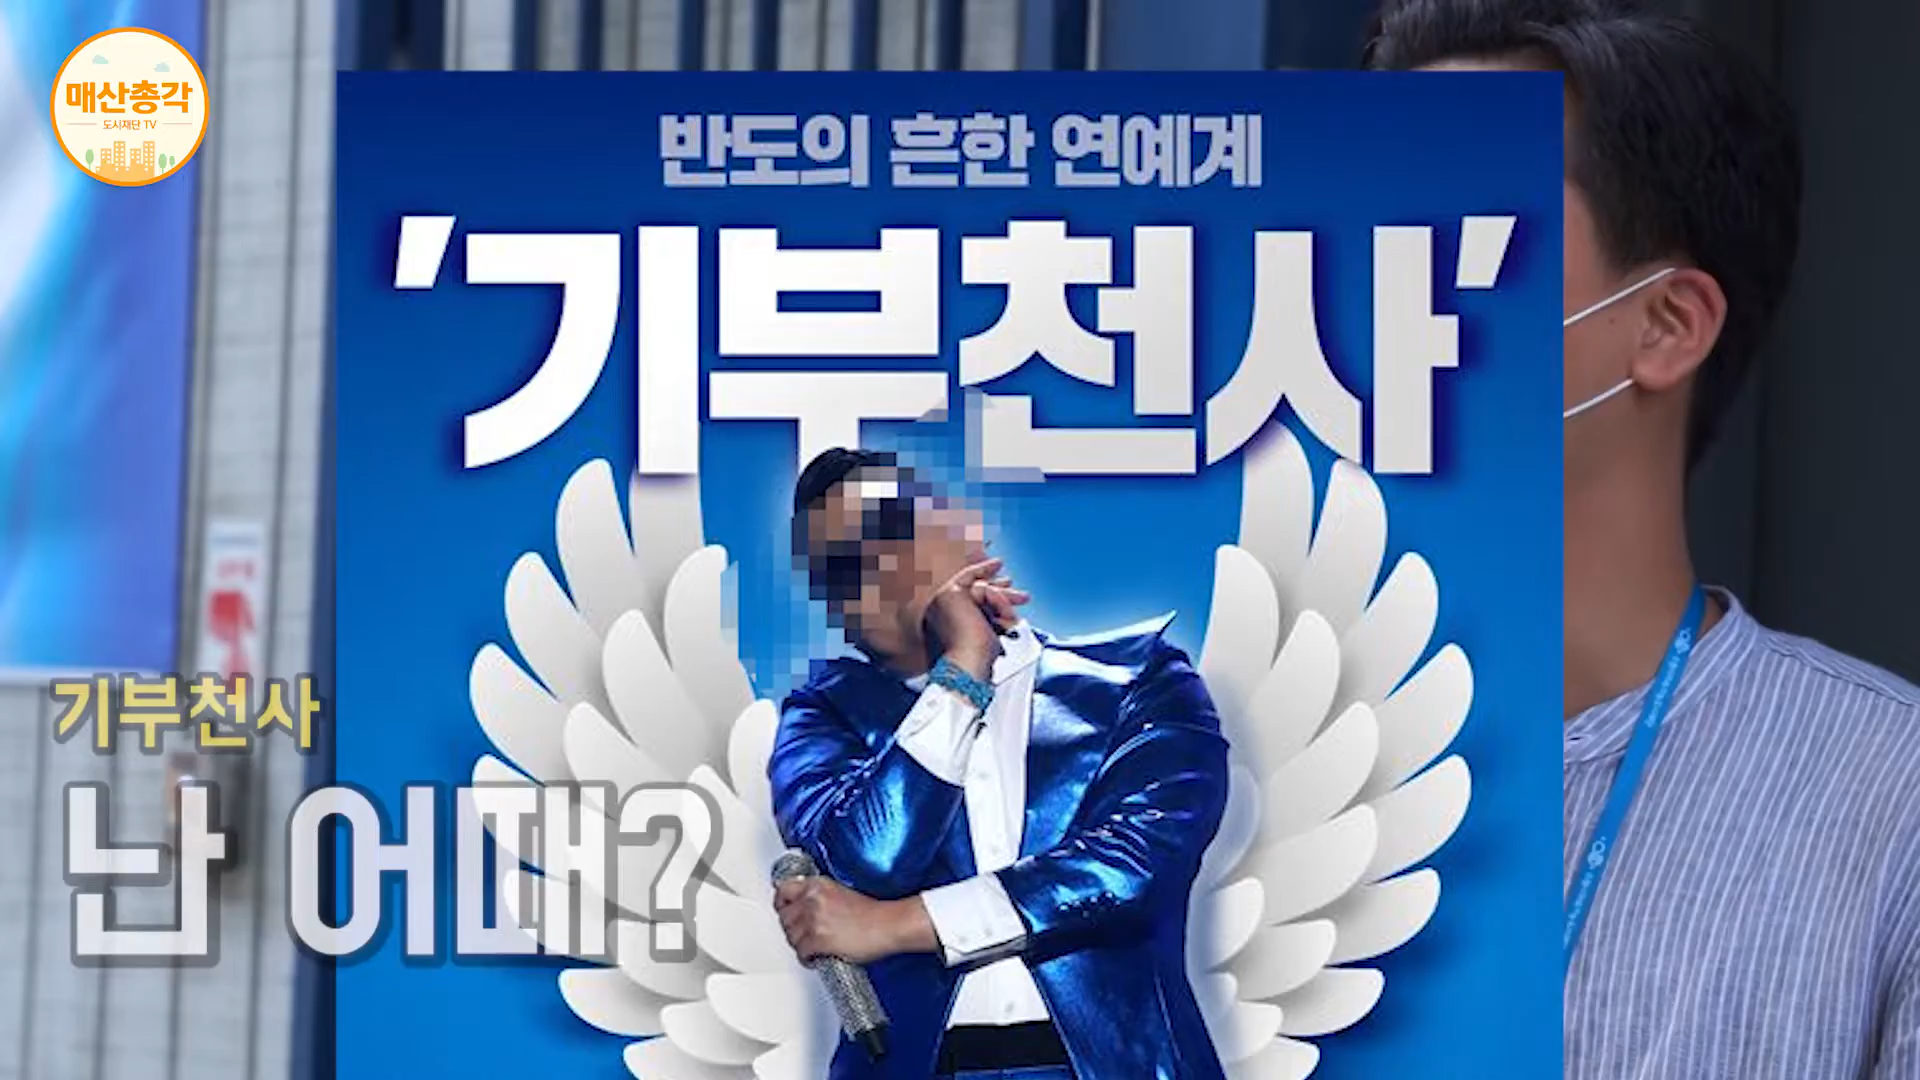 매산총각
도시재단 TV
반도의 흔한 연예계
'기부천사'
기부천사
난 어때?